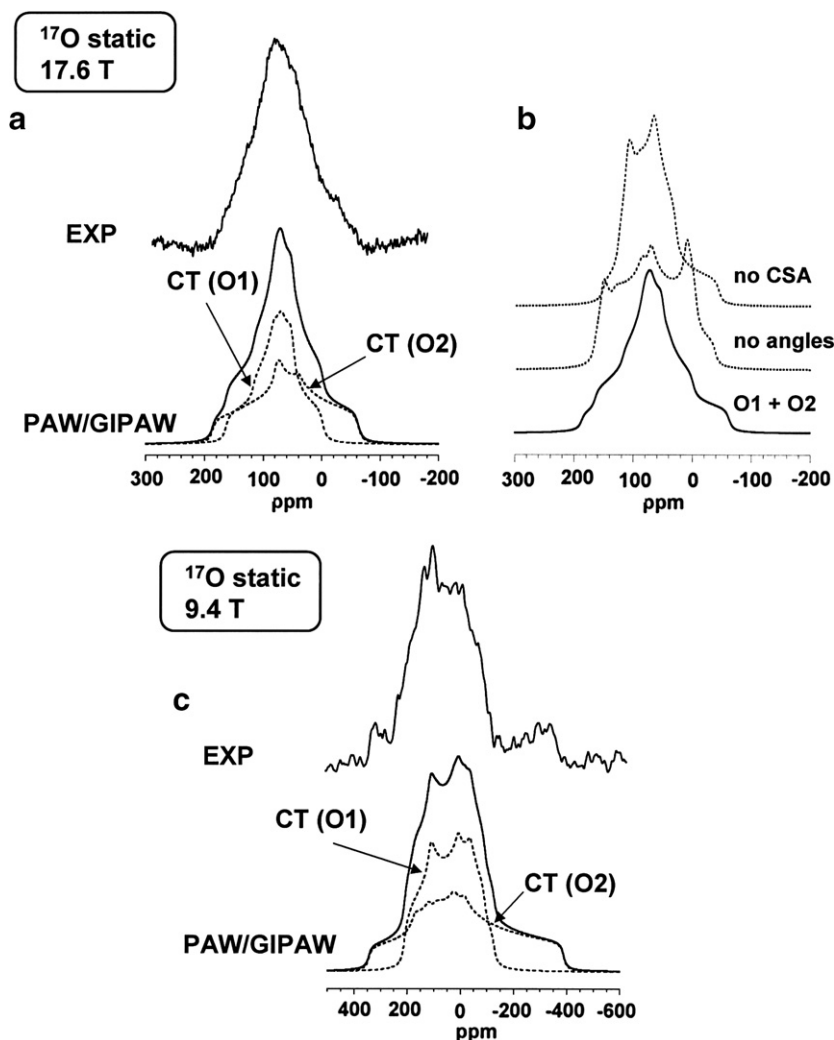 ¹⁷O static
17.6 T
a
b
EXP
CT (O1)
CT (O2)
PAW/GIPAW
no CSA
no angles
O1 + O2
300 200 100 0 -100 -200
ppm
300 200 100 0 -100 -200
ppm
¹⁷O static
9.4 T
c
EXP
CT (O1)
CT (O2)
PAW/GIPAW
400 200 0 -200 -400 -600
ppm